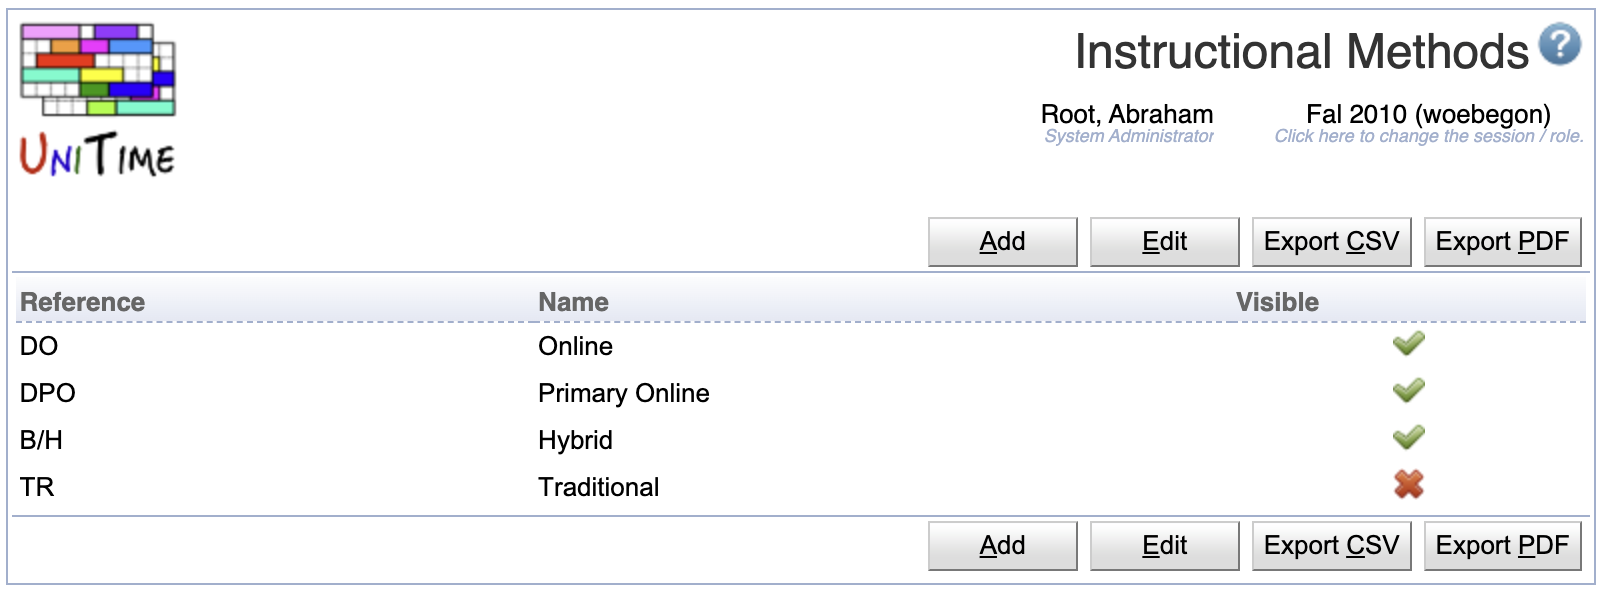 UNITIME
Instructional Methods ?
Root, Abraham Fal 2010 (woebegon)
System Administrator Click here to change the session / role.
Add Edit Export CSV Export PDF
Reference Name Visible
DO Online
DPO Primary Online
B/H Hybrid
TR Traditional
Add Edit Export CSV Export PDF